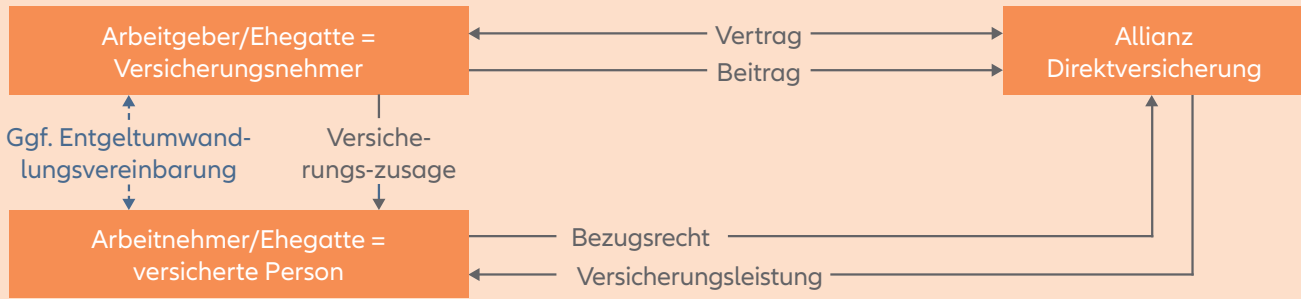 Arbeitgeber/Ehegatte =
Versicherungsnehmer
Vertrag
Beitrag
Allianz
Direktversicherung
Ggf. Entgeltumwand-
lungsvereinbarung
Versiche-
rungs-zusage
Arbeitnehmer/Ehegatte =
versicherte Person
Bezugsrecht
Versicherungsleistung